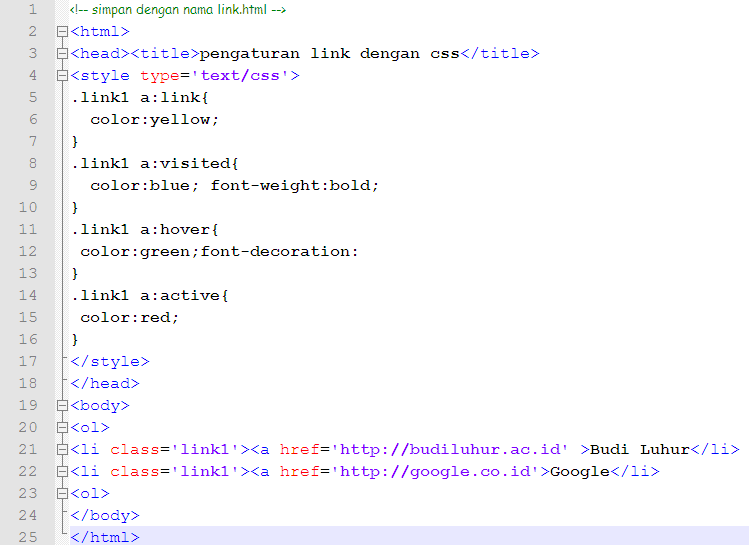 1 <!-- simpan dengan nama link.html -->
2 <html>
3 <head><title>pengaturan link dengan css</title>
4 <style type='text/css'>
5 .link1 a:link{
6   color:yellow;
7 }
8 .link1 a:visited{
9   color:blue; font-weight:bold;
10 }
11 .link1 a:hover{
12  color:green;font-decoration:
13 }
14 .link1 a:active{
15  color:red;
16 }
17 </style>
18 </head>
19 <body>
20 <ol>
21 <li class='link1'><a href='http://budiluhur.ac.id' >Budi Luhur</li>
22 <li class='link1'><a href='http://google.co.id'>Google</li>
23 <ol>
24 </body>
25 </html>